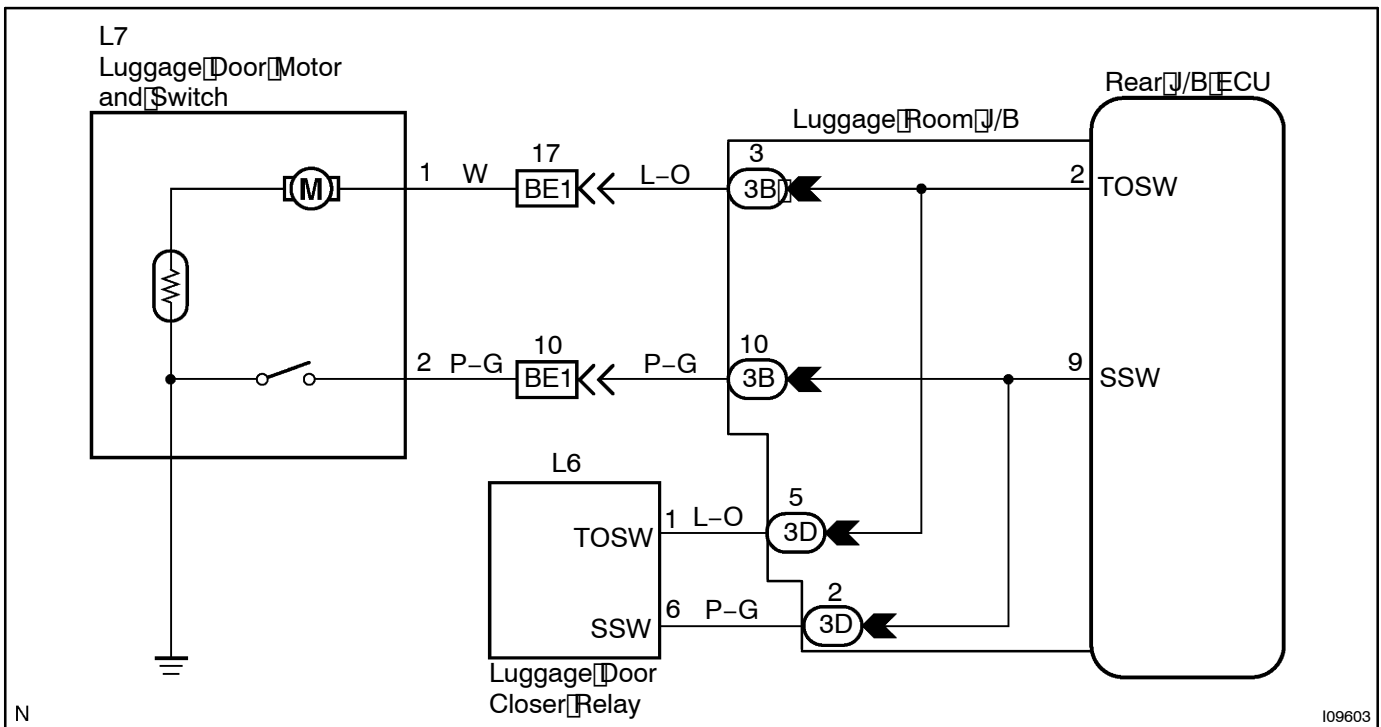 L7
Luggage Door Motor
and Switch
Rear J/B ECU
Luggage Room J/B
M
1 W
17
BE1
L–O
3
3B
2
TOSW
2 P–G
10
BE1
P–G
10
3B
9
SSW
L6
TOSW
1 L–O
5
3D
SSW
6 P–G
2
3D
Luggage Door
Closer Relay
N
I09603